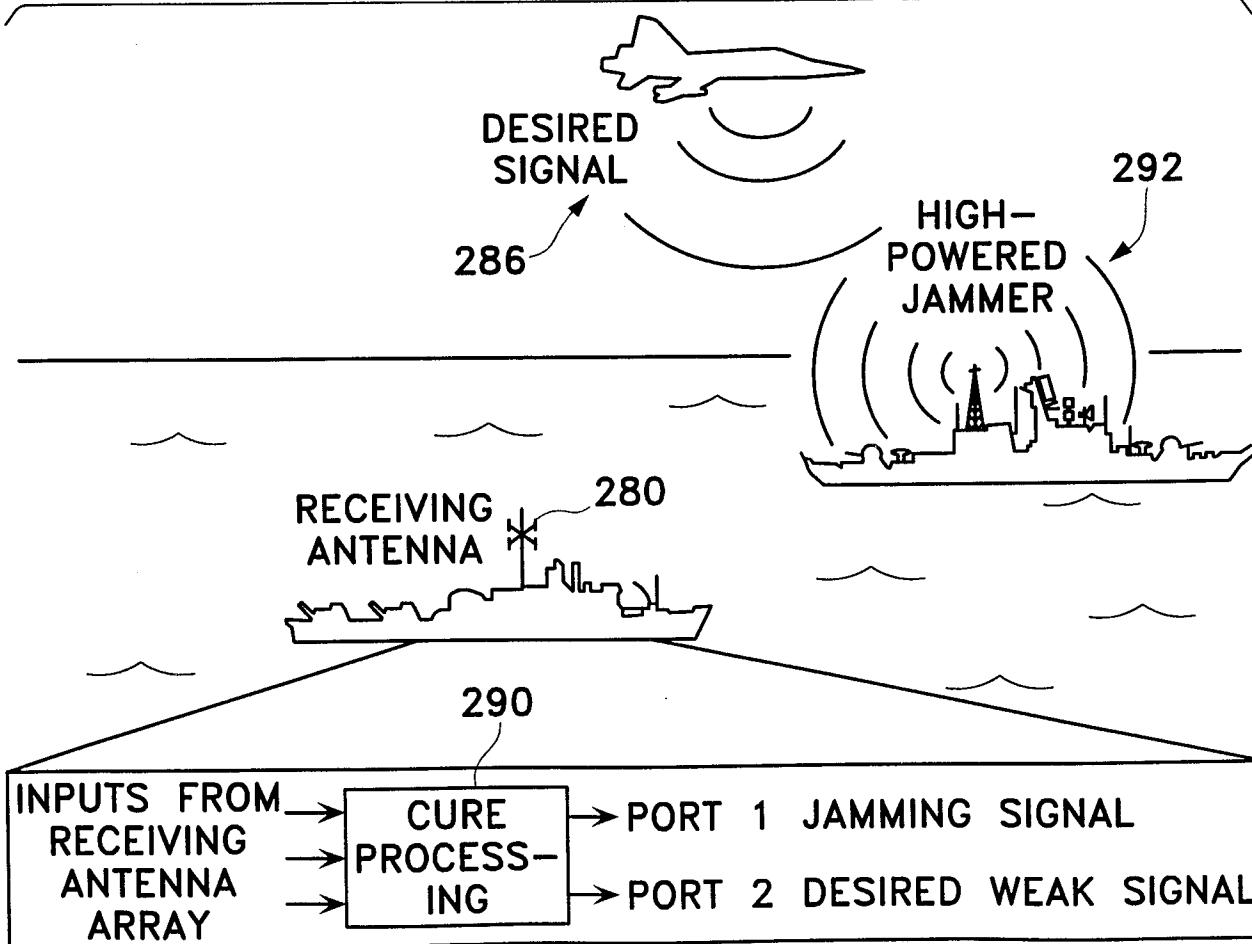 DESIRED
SIGNAL
286
292
HIGH-
POWERED
JAMMER
RECEIVING
ANTENNA
280
290
INPUTS FROM
RECEIVING
ANTENNA
ARRAY
CURE
PROCESS-
ING
PORT 1 JAMMING SIGNAL
PORT 2 DESIRED WEAK SIGNAL